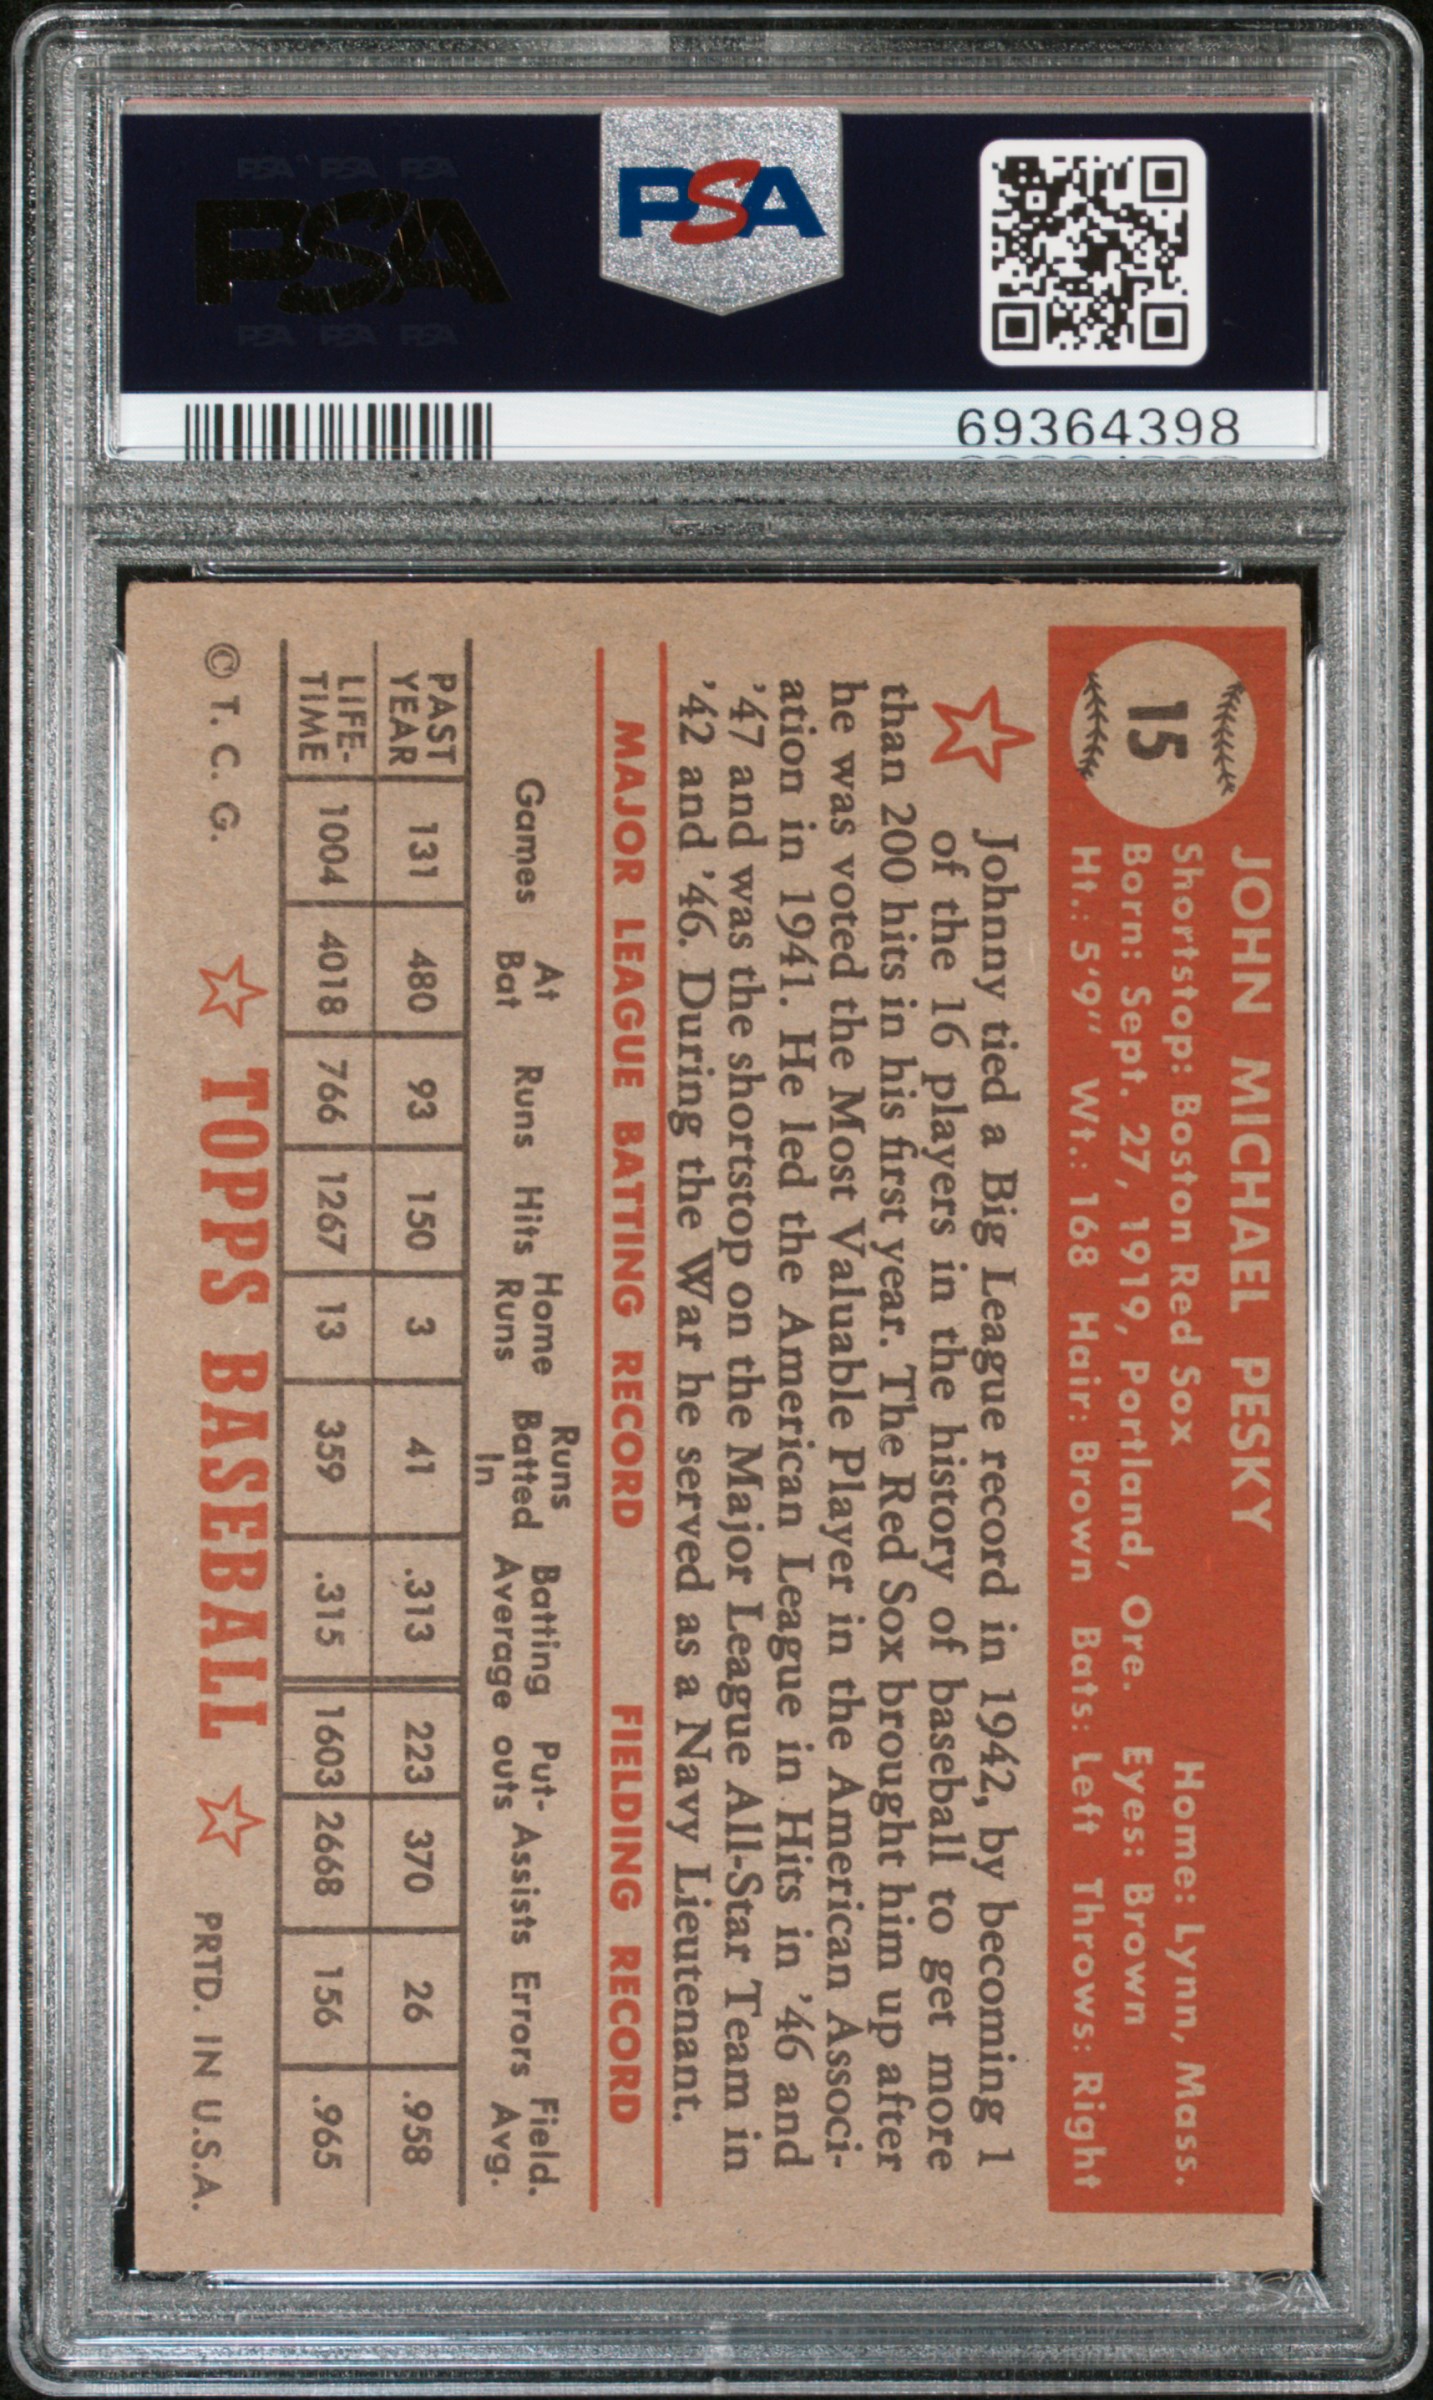 PSA PSA PSA
PSA
PSA PSA PSA
PSA
69364398
15
JOHN MICHAEL PESKY
Shortstop: Boston Red Sox Home: Lynn, Mass.
Born: Sept. 27, 1919, Portland, Ore. Eyes: Brown
Ht.: 5'9" Wt.: 168 Hair: Brown Bats: Left Throws: Right
Johnny tied a Big League record in 1942, by becoming 1
of the 16 players in the history of baseball to get more
than 200 hits in his first year. The Red Sox brought him up after
he was voted the Most Valuable Player in the American Associ-
ation in 1941. He led the American League in Hits in '46 and
'47 and was the shortstop on the Major League All-Star Team in
'42 and '46. During the War he served as a Navy Lieutenant.
MAJOR LEAGUE BATTING RECORD FIELDING RECORD
Games At Bat Runs Hits Home Runs Runs Batted In Batting Average Put-outs Assists Errors Field. Avg.
PAST YEAR 131 480 93 150 3 41 .313 223 370 26 .958
LIFE-TIME 1004 4018 766 1267 13 359 .315 1603 2668 156 .965
© T. C. G. TOPPS BASEBALL PRTD. IN U.S.A.
PSA